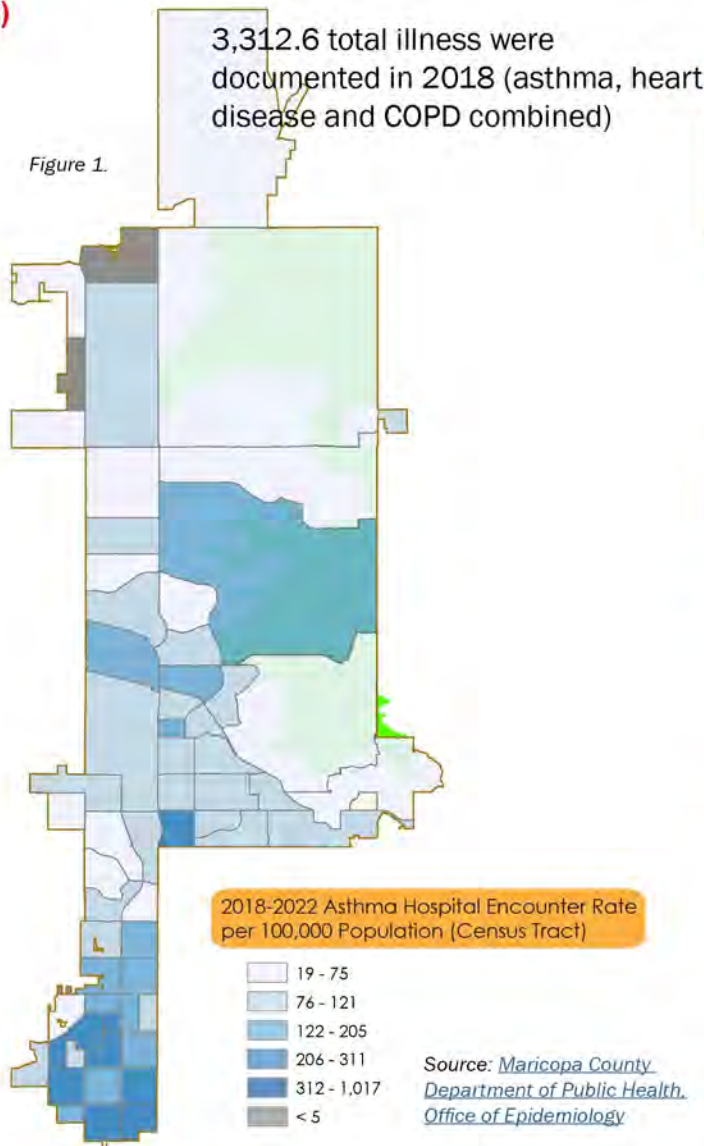 )
3,312.6 total illness were
documented in 2018 (asthma, heart
disease and COPD combined)
Figure 1.
2018-2022 Asthma Hospital Encounter Rate
per 100,000 Population (Census Tract)
19 - 75
76 - 121
122 - 205
206 - 311
312 - 1,017
< 5
Source: Maricopa County
Department of Public Health,
Office of Epidemiology